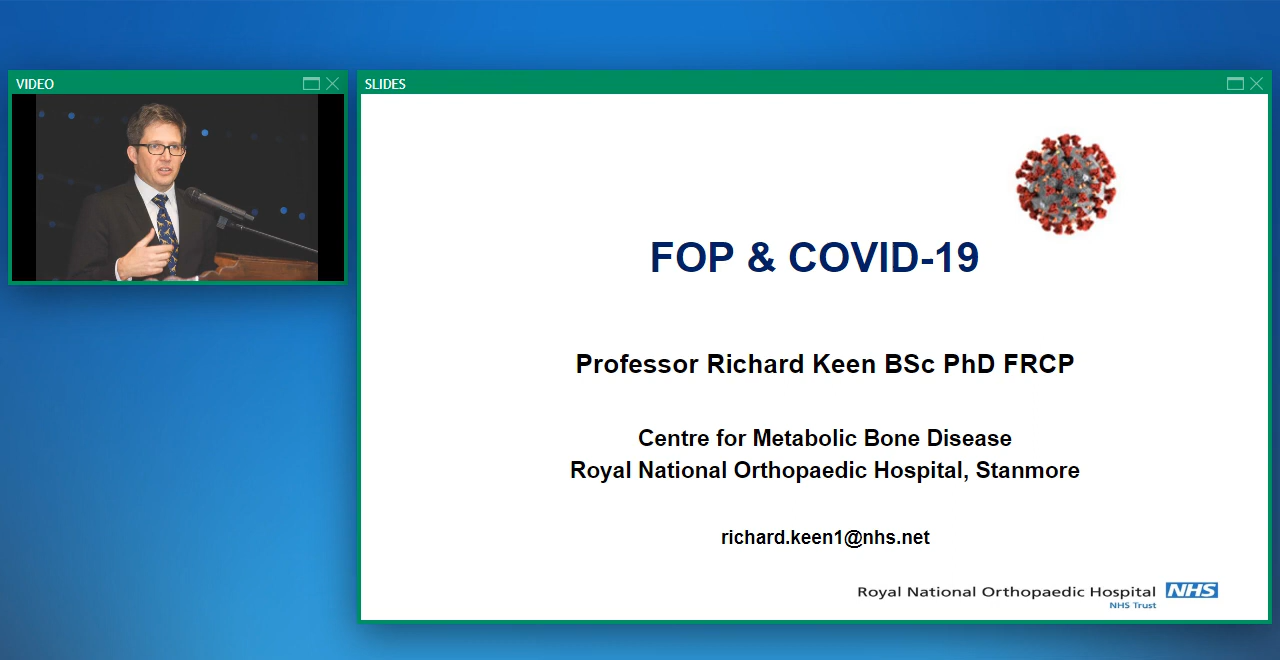 VIDEO
SLIDES
FOP & COVID-19
Professor Richard Keen BSc PhD FRCP
Centre for Metabolic Bone Disease
Royal National Orthopaedic Hospital, Stanmore
richard.keen1@nhs.net
Royal National Orthopaedic Hospital NHS
NHS Trust